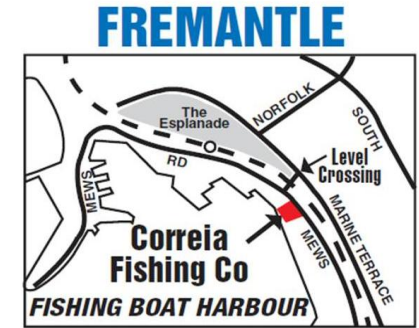 FREMANTLE
The
Esplanade
NORFOLK
SOUTH
Level
Crossing
RD
MEWS
MARINE TERRACE
MEWS
Correia
Fishing Co
FISHING BOAT HARBOUR